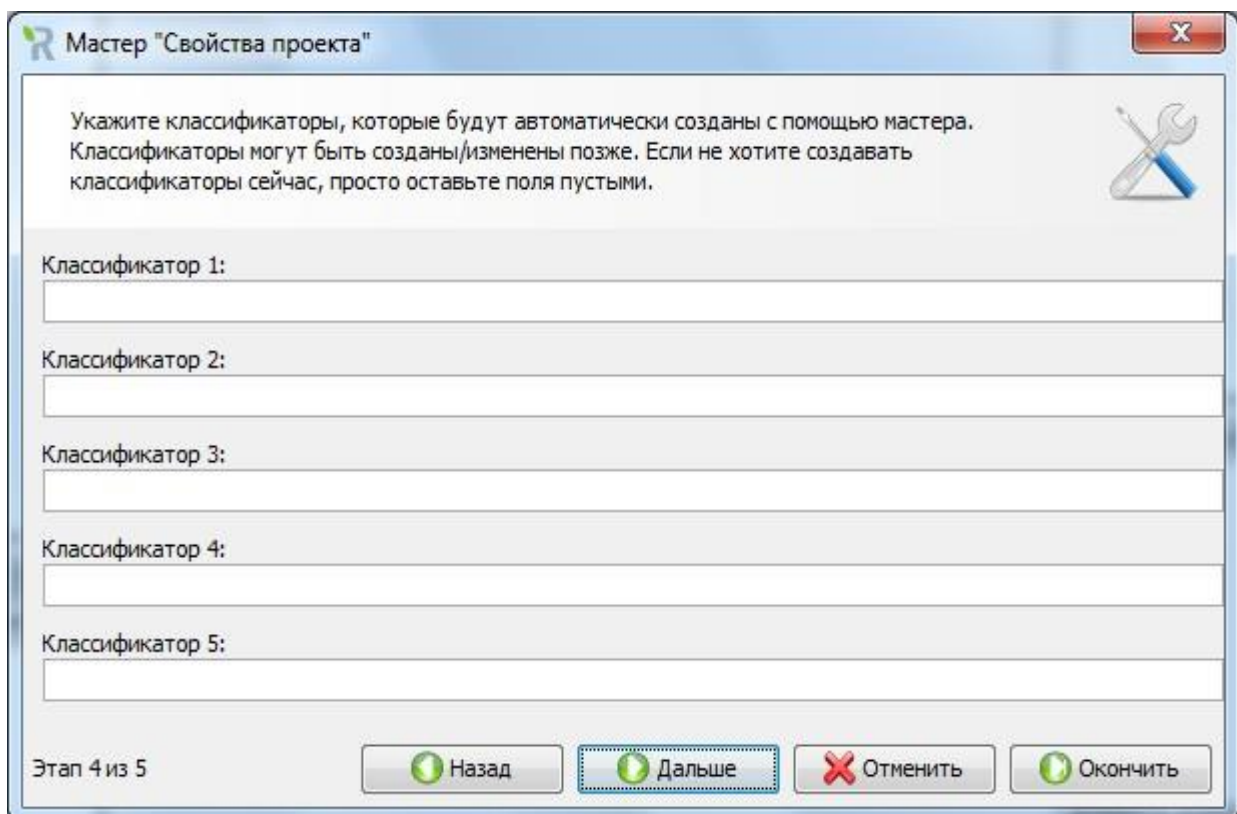 Мастер "Свойства проекта"
Укажите классификаторы, которые будут автоматически созданы с помощью мастера.
Классификаторы могут быть созданы/изменены позже. Если не хотите создавать
классификаторы сейчас, просто оставьте поля пустыми.
Классификатор 1:
Классификатор 2:
Классификатор 3:
Классификатор 4:
Классификатор 5:
Этап 4 из 5 Назад Дальше Отменить Окончить